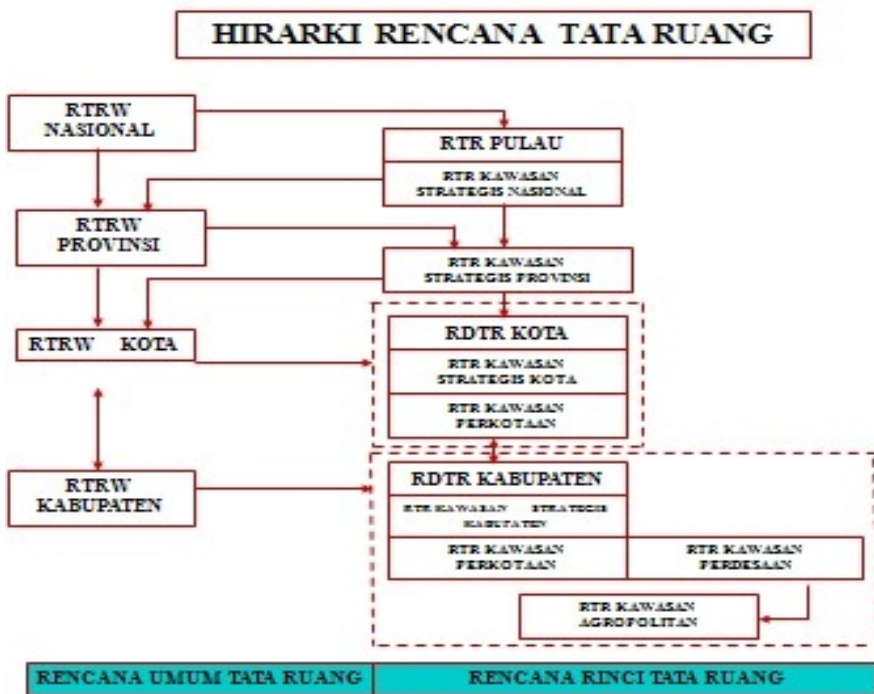 HIRARKI RENCANA TATA RUANG
RTRW
NASIONAL
RTR PULAU
RTR KAWASAN
STRATEGIS NASIONAL
RTRW
PROVINSI
RTR KAWASAN
STRATEGIS PROVINSI
RTRW KOTA
RDTR KOTA
RTR KAWASAN
STRATEGIS KOTA
RTR KAWASAN
PERKOTAAN
RTRW
KABUPATEN
RDTR KABUPATEN
RTR KAWASAN STRATEGIS
KABUPATEN
RTR KAWASAN
PERKOTAAN
RTR KAWASAN
PERDESAAN
RTR KAWASAN
AGROPOLITAN
RENCANA UMUM TATA RUANG
RENCANA RINCI TATA RUANG